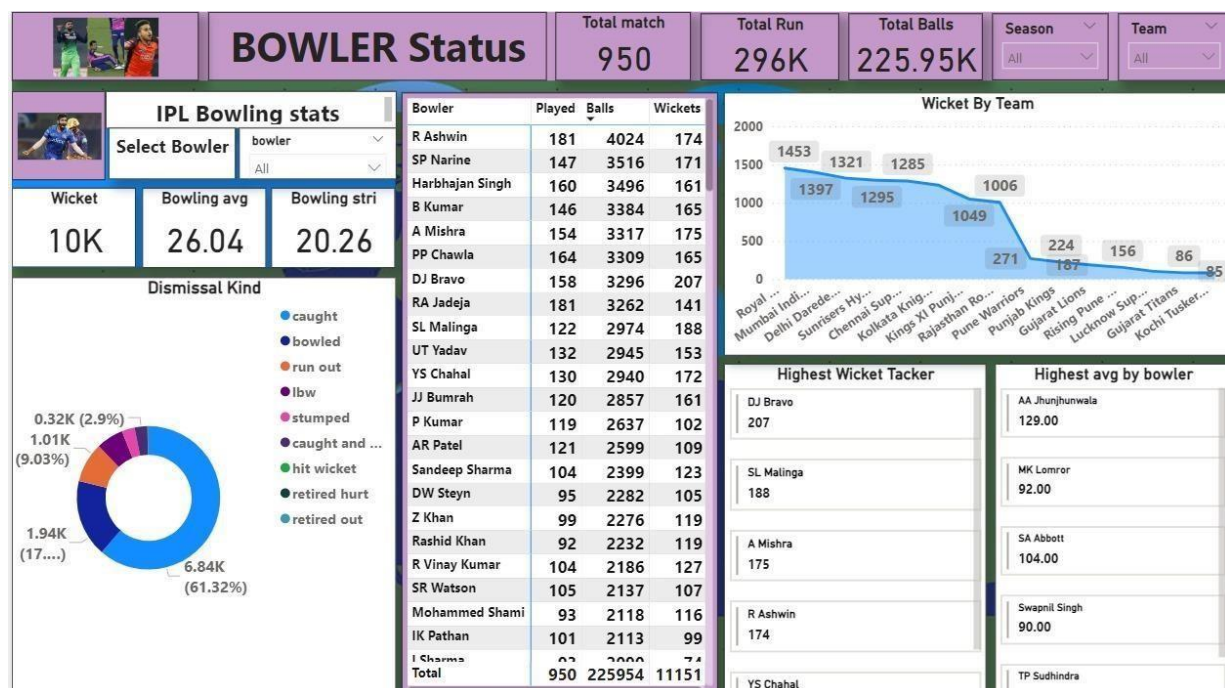 BOWLER Status
Total match
950
Total Run
296K
Total Balls
225.95K
Season
All
Team
All
IPL Bowling stats
Select Bowler
bowler
All
Wicket
10K
Bowling avg
26.04
Bowling stri
20.26
Dismissal Kind
caught
bowled
run out
lbw
stumped
caught and ...
hit wicket
retired hurt
retired out
0.32K (2.9%)
1.01K
(9.03%)
1.94K
(17....)
6.84K
(61.32%)
Bowler Played Balls Wickets
R Ashwin 181 4024 174
SP Narine 147 3516 171
Harbhajan Singh 160 3496 161
B Kumar 146 3384 165
A Mishra 154 3317 175
PP Chawla 164 3309 165
DJ Bravo 158 3296 207
RA Jadeja 181 3262 141
SL Malinga 122 2974 188
UT Yadav 132 2945 153
YS Chahal 130 2940 172
JJ Bumrah 120 2857 161
P Kumar 119 2637 102
AR Patel 121 2599 109
Sandeep Sharma 104 2399 123
DW Steyn 95 2282 105
Z Khan 99 2276 119
Rashid Khan 92 2232 119
R Vinay Kumar 104 2186 127
SR Watson 105 2137 107
Mohammed Shami 93 2118 116
IK Pathan 101 2113 99
Total 950 225954 11151
Wicket By Team
2000
1500
1000
500
0
1453
1397
1321
1295
1285
1049
1006
271
224
187
156
86
85
Royal ...
Mumbai Indi...
Delhi Darede...
Sunrisers Hy...
Chennai Sup...
Kolkata Knig...
Kings XI Punj...
Rajasthan Ro...
Pune Warriors
Punjab Kings
Gujarat Lions
Rising Pune ...
Lucknow Sup...
Gujarat Titans
Kochi Tusker...
Highest Wicket Tacker
DJ Bravo
207
SL Malinga
188
A Mishra
175
R Ashwin
174
YS Chahal
Highest avg by bowler
AA Jhunjhunwala
129.00
MK Lomror
92.00
SA Abbott
104.00
Swapnil Singh
90.00
TP Sudhindra